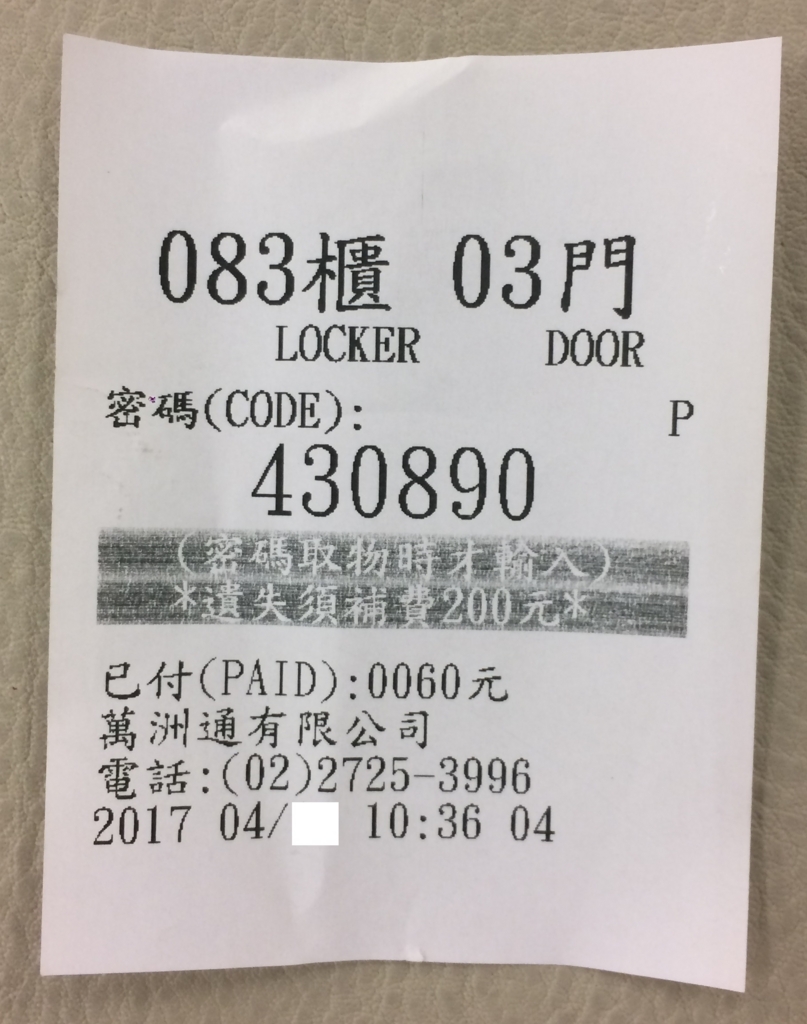 083櫃 03門
LOCKER DOOR
密碼(CODE): P
430890
(密碼取物時才輸入)
*遺失須補費200元*
已付(PAID):0060元
萬洲通有限公司
電話:(02)2725-3996
2017 04/ 10:36 04